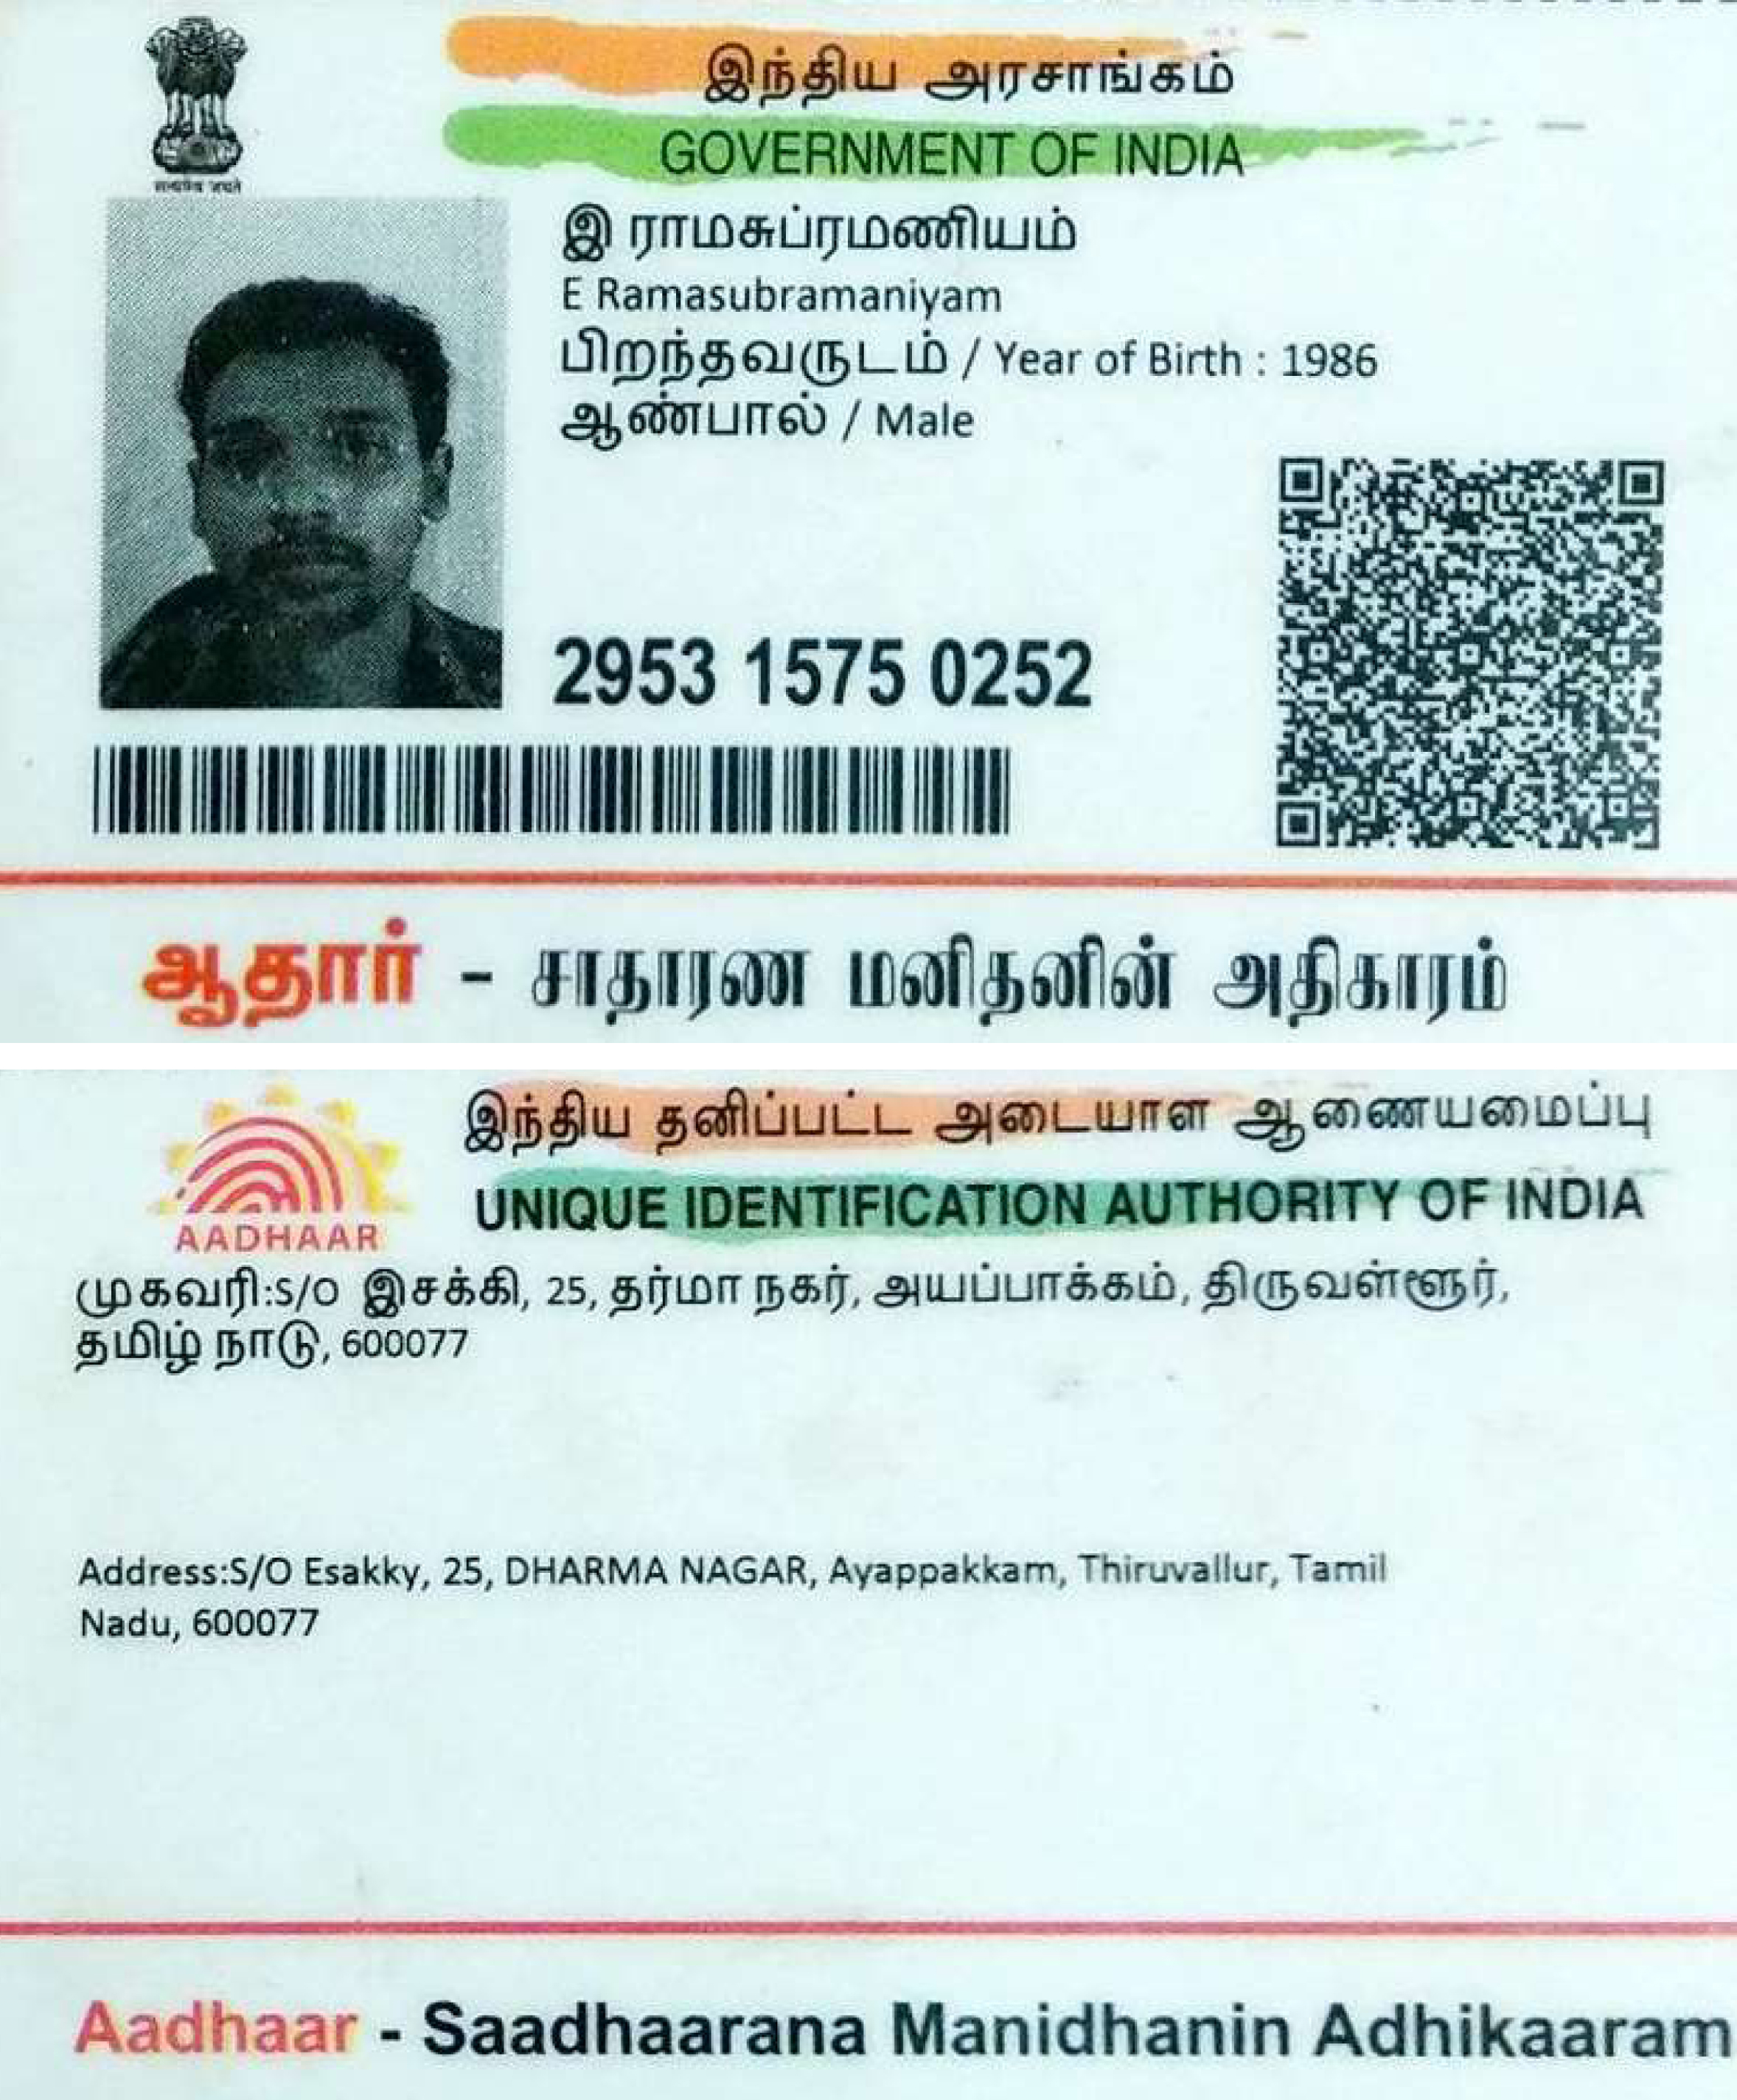 இந்திய அரசாங்கம்
GOVERNMENT OF INDIA
सत्यमेव जयते
இ ராமசுப்ரமணியம்
E Ramasubramaniyam
பிறந்தவருடம் / Year of Birth : 1986
ஆண்பால் / Male
2953 1575 0252
ஆதார் - சாதாரண மனிதனின் அதிகாரம்
இந்திய தனிப்பட்ட அடையாள ஆணையமைப்பு
UNIQUE IDENTIFICATION AUTHORITY OF INDIA
AADHAAR
முகவரி:S/O இசக்கி, 25, தர்மா நகர், அயப்பாக்கம், திருவள்ளூர்,
தமிழ் நாடு, 600077
Address:S/O Esakky, 25, DHARMA NAGAR, Ayappakkam, Thiruvallur, Tamil
Nadu, 600077
Aadhaar - Saadhaarana Manidhanin Adhikaaram